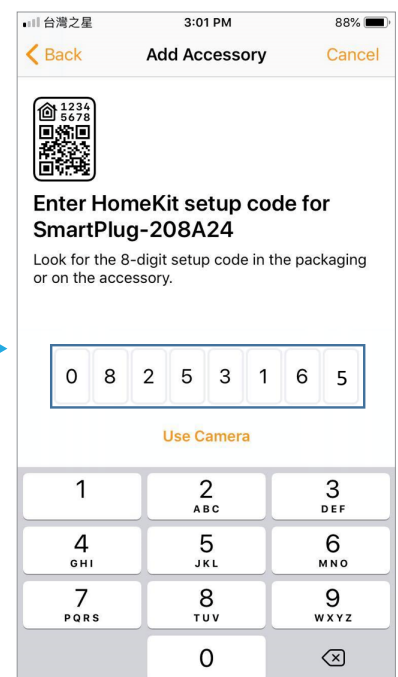 台灣之星 3:01 PM 88%
Back Add Accessory Cancel
1234
5678
Enter HomeKit setup code for
SmartPlug-208A24
Look for the 8-digit setup code in the packaging
or on the accessory.
0 8 2 5 3 1 6 5
Use Camera
1 2 3
ABC DEF
4 5 6
GHI JKL MNO
7 8 9
PQRS TUV WXYZ
0